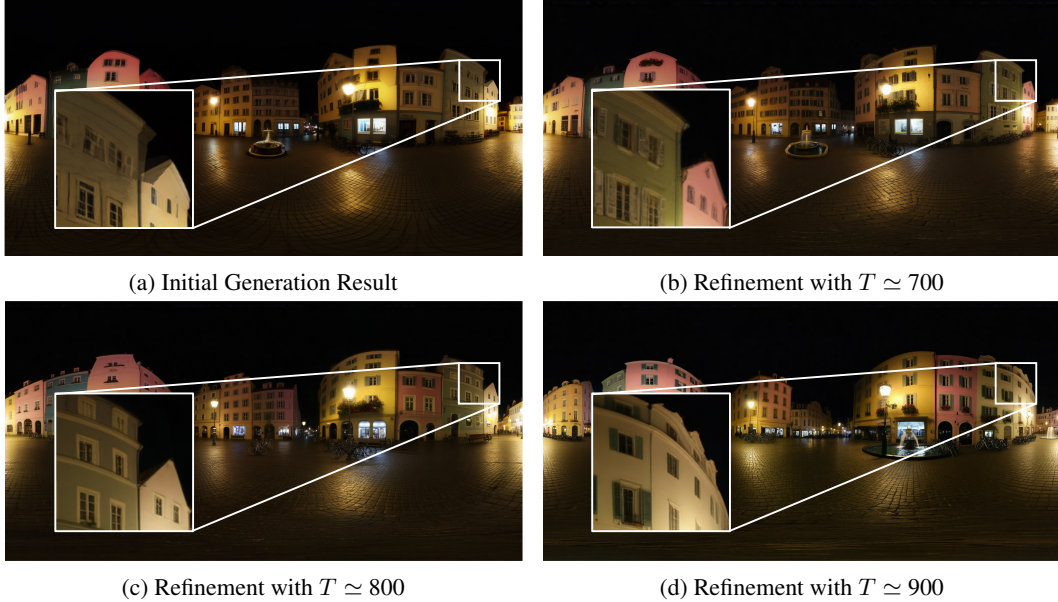 (a) Initial Generation Result
(b) Refinement with T ≃ 700
(c) Refinement with T ≃ 800
(d) Refinement with T ≃ 900